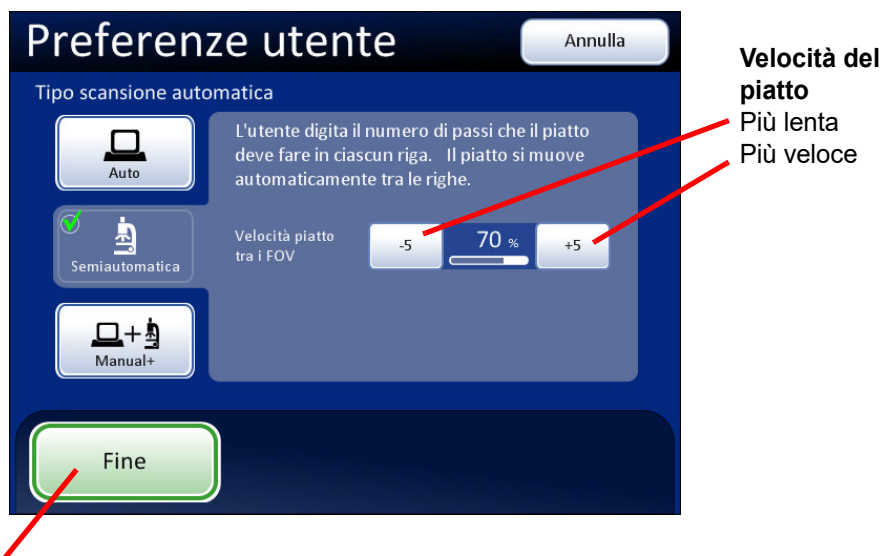 Preferenze utente
Annulla
Tipo scansione automatica
Auto
L'utente digita il numero di passi che il piatto
deve fare in ciascun riga. Il piatto si muove
automaticamente tra le righe.
Semiautomatica
Velocità piatto
tra i FOV
-5
70 %
+5
Manual+
Fine
Velocità del
piatto
Più lenta
Più veloce